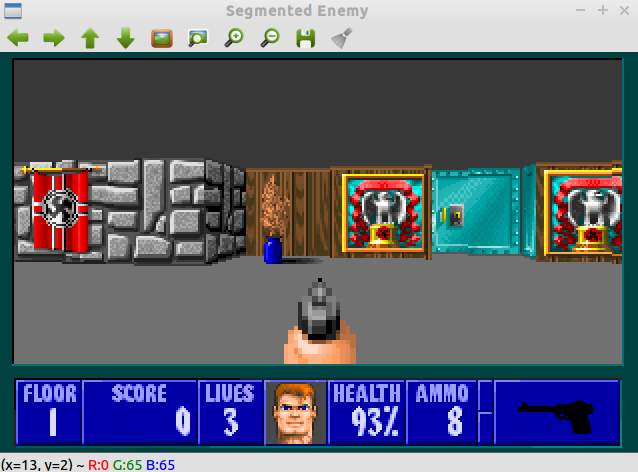 Segmented Enemy
FLOOR SCORE LIVES HEALTH AMMO
1 0 3 93% 8
(x=13, y=2) ~ R:0 G:65 B:65